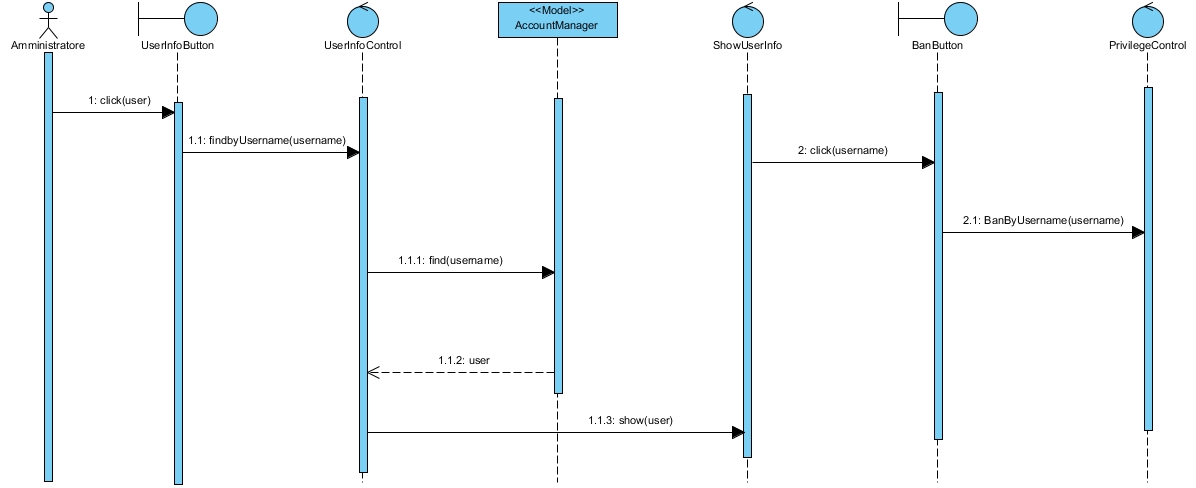 <<Model>>
AccountManager
Amministratore
UserInfoButton
UserInfoControl
ShowUserInfo
BanButton
PrivilegeControl
1: click(user)
1.1: findbyUsername(username)
2: click(username)
2.1: BanByUsername(username)
1.1.1: find(username)
1.1.2: user
1.1.3: show(user)